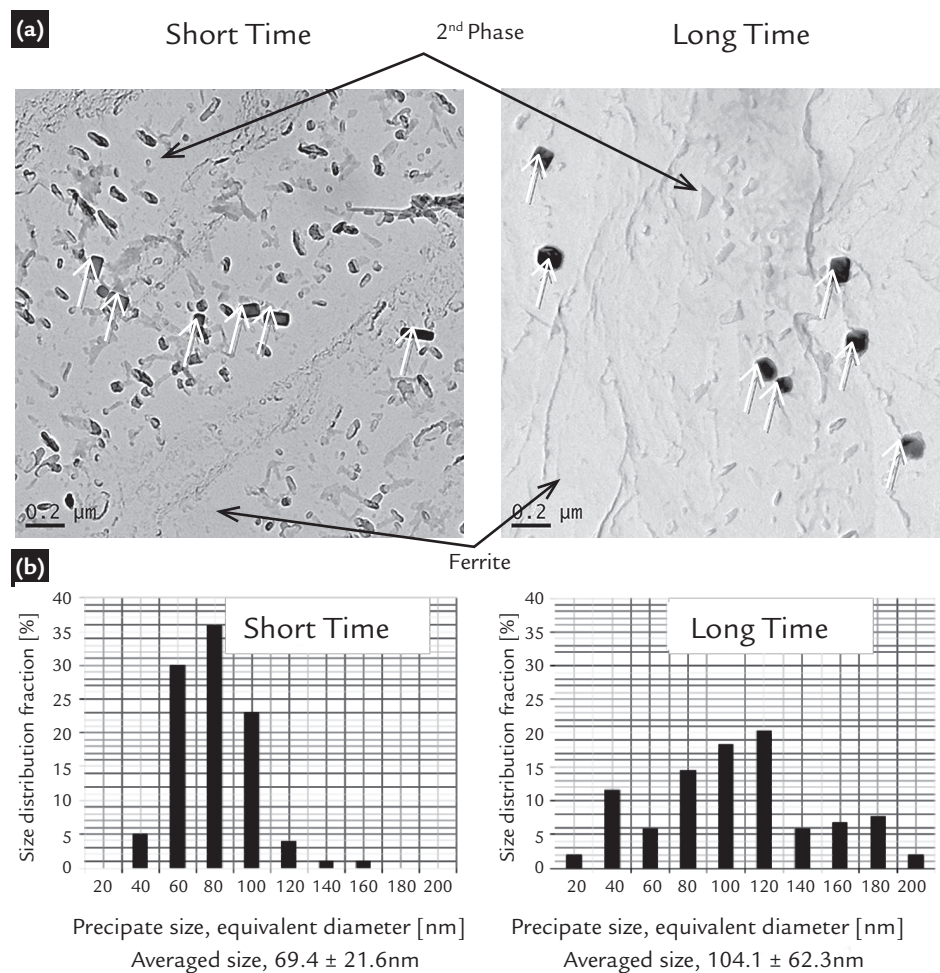 (a)
Short Time
2nd Phase
Long Time
0.2 μm
0.2 μm
Ferrite
(b)
Size distribution fraction [%]
40
35
30
25
20
15
10
5
0
Short Time
20 40 60 80 100 120 140 160 180 200
Precipate size, equivalent diameter [nm]
Averaged size, 69.4 ± 21.6nm
Size distribution fraction [%]
40
35
30
25
20
15
10
5
0
Long Time
20 40 60 80 100 120 140 160 180 200
Precipate size, equivalent diameter [nm]
Averaged size, 104.1 ± 62.3nm